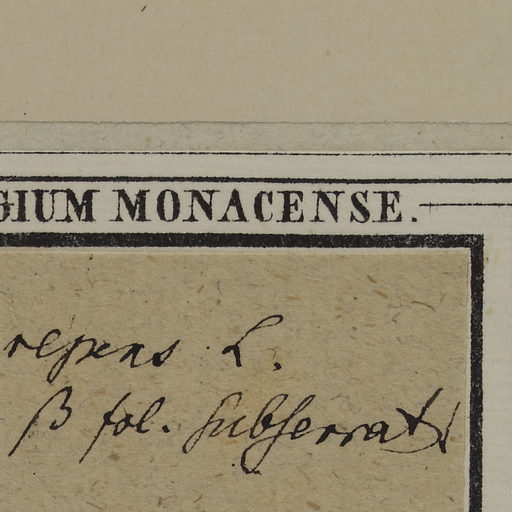 GIUM MONACENSE.
repens L.
β fol. subserrat